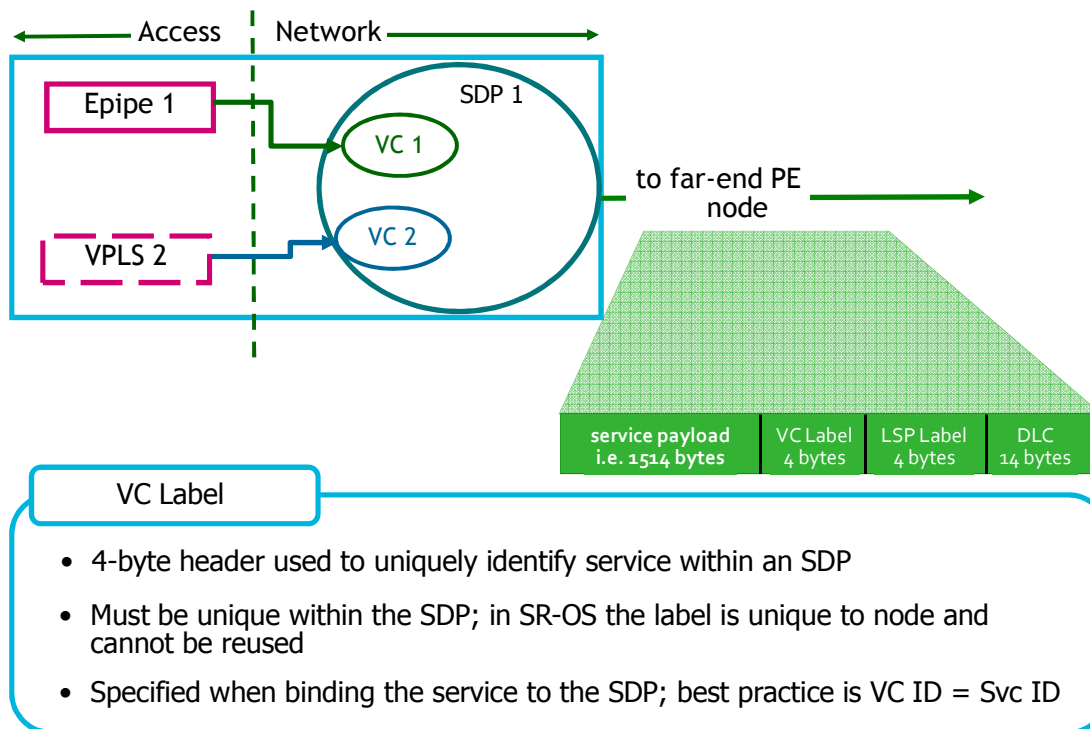 Access
Network
Epipe 1
SDP 1
VC 1
to far-end PE
node
VPLS 2
VC 2
service payload
i.e. 1514 bytes
VC Label
4 bytes
LSP Label
4 bytes
DLC
14 bytes
VC Label
• 4-byte header used to uniquely identify service within an SDP
• Must be unique within the SDP; in SR-OS the label is unique to node and
cannot be reused
• Specified when binding the service to the SDP; best practice is VC ID = Svc ID